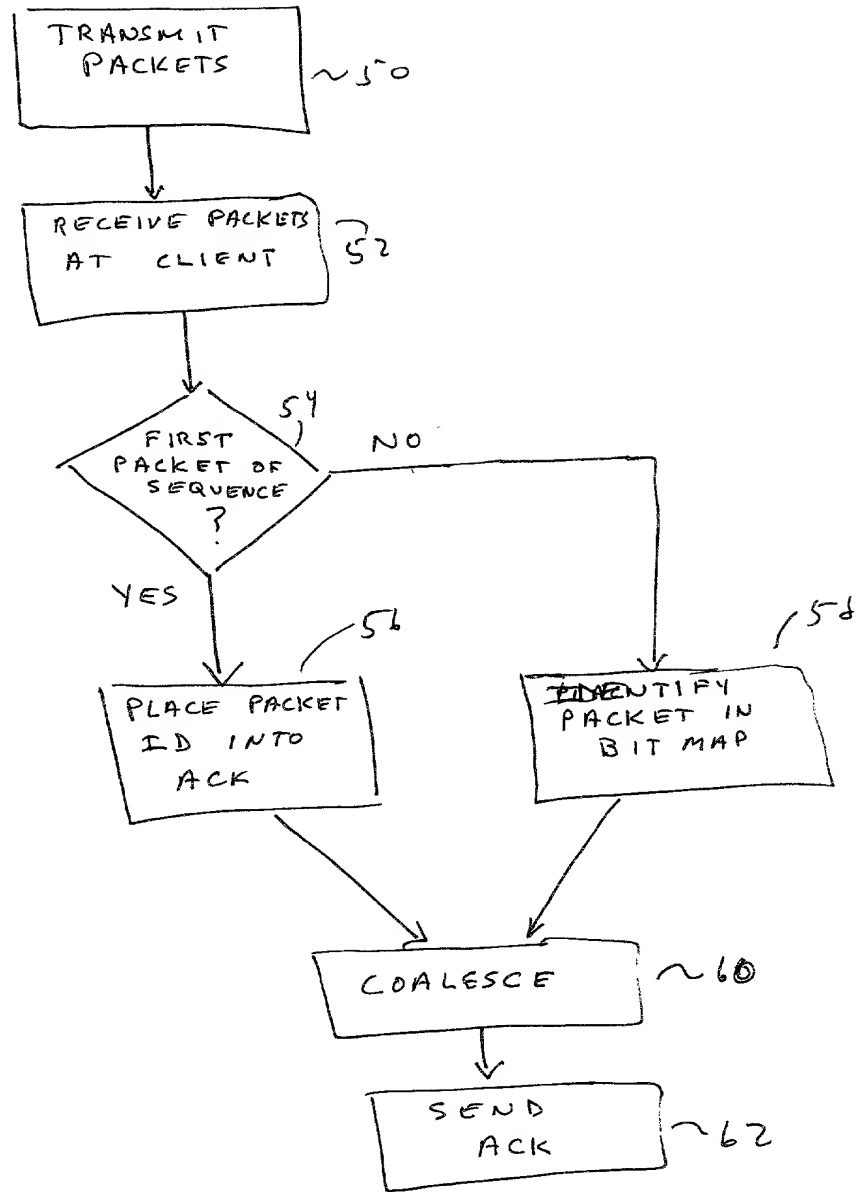 TRANSMIT
PACKETS
~50
RECEIVE PACKETS
AT CLIENT
52
54
FIRST
PACKET OF
SEQUENCE
?
NO
YES
56
58
PLACE PACKET
ID INTO
ACK
IDENTIFY
PACKET IN
BIT MAP
COALESCE
~60
SEND
ACK
~62